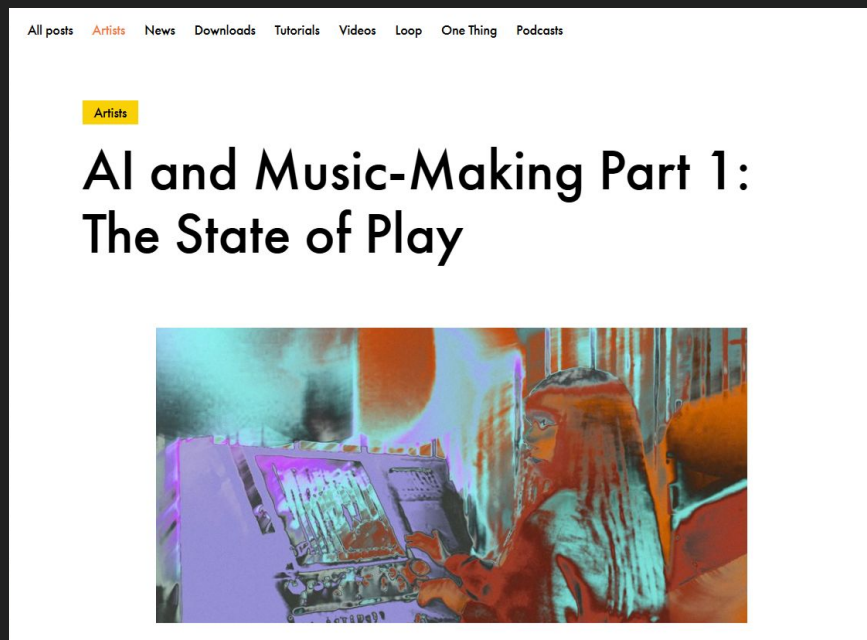 All posts Artists News Downloads Tutorials Videos Loop One Thing Podcasts
Artists
AI and Music-Making Part 1:
The State of Play